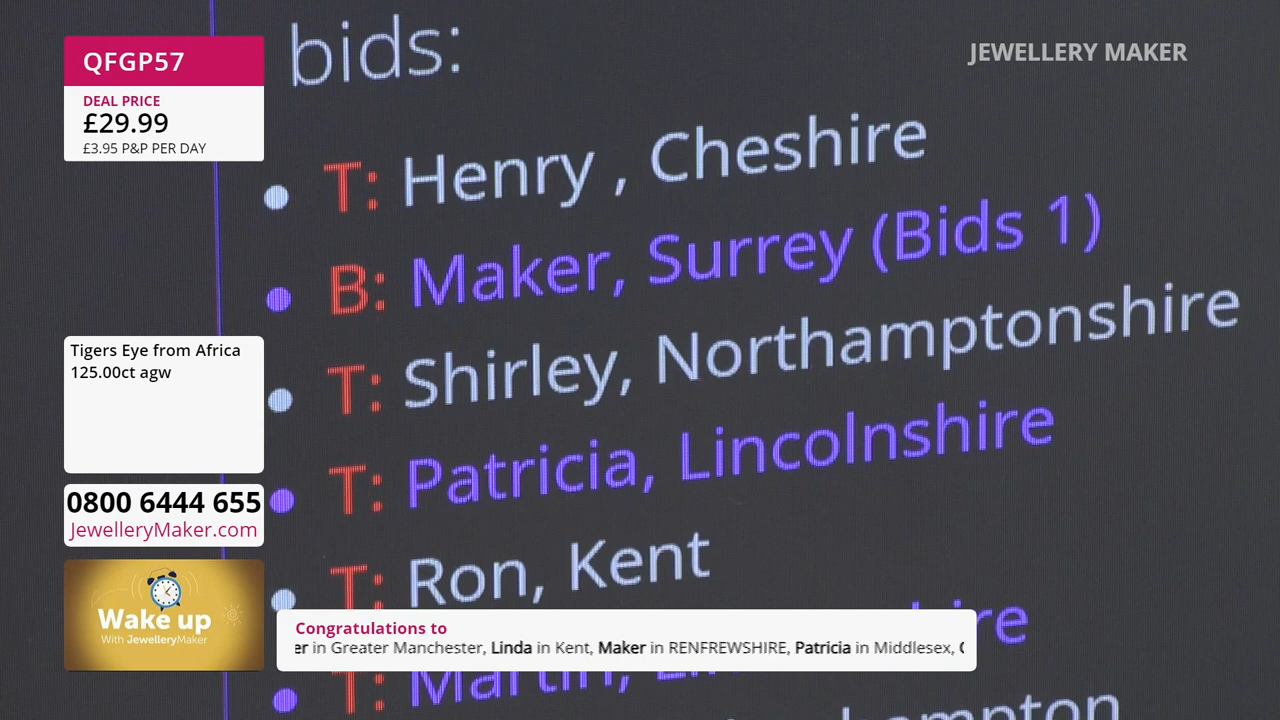 QFGP57
DEAL PRICE
£29.99
£3.95 P&P PER DAY
JEWELLERY MAKER
bids:
T: Henry , Cheshire
B: Maker, Surrey (Bids 1)
T: Shirley, Northamptonshire
T: Patricia, Lincolnshire
T: Ron, Kent
T: Martin,
Tigers Eye from Africa
125.00ct agw
0800 6444 655
JewelleryMaker.com
Wake up
With JewelleryMaker
Congratulations to
in Greater Manchester, Linda in Kent, Maker in RENFREWSHIRE, Patricia in Middlesex,